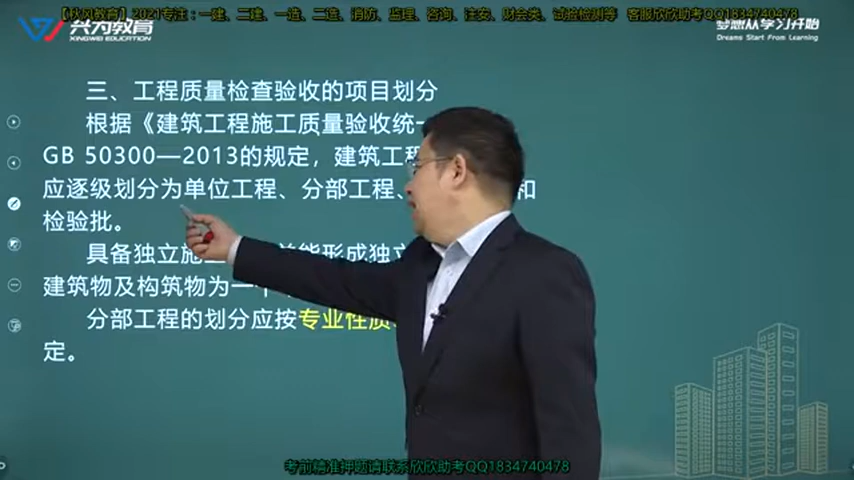 【秋风教育】2021专注：一建、二建、一造、二造、消防、监理、咨询、注安、财会类、试验检测等 客服欣欣助考QQ1834740478
兴为教育
XINGWEI EDUCATION
梦想从学习开始
Dreams Start From Learning
三、工程质量检查验收的项目划分
根据《建筑工程施工质量验收统一
GB 50300—2013的规定，建筑工程
应逐级划分为单位工程、分部工程、 和
检验批。
具备独立施 能形成独立
建筑物及构筑物为一个
分部工程的划分应按专业性质
定。
考前精准押题请联系欣欣助考QQ1834740478